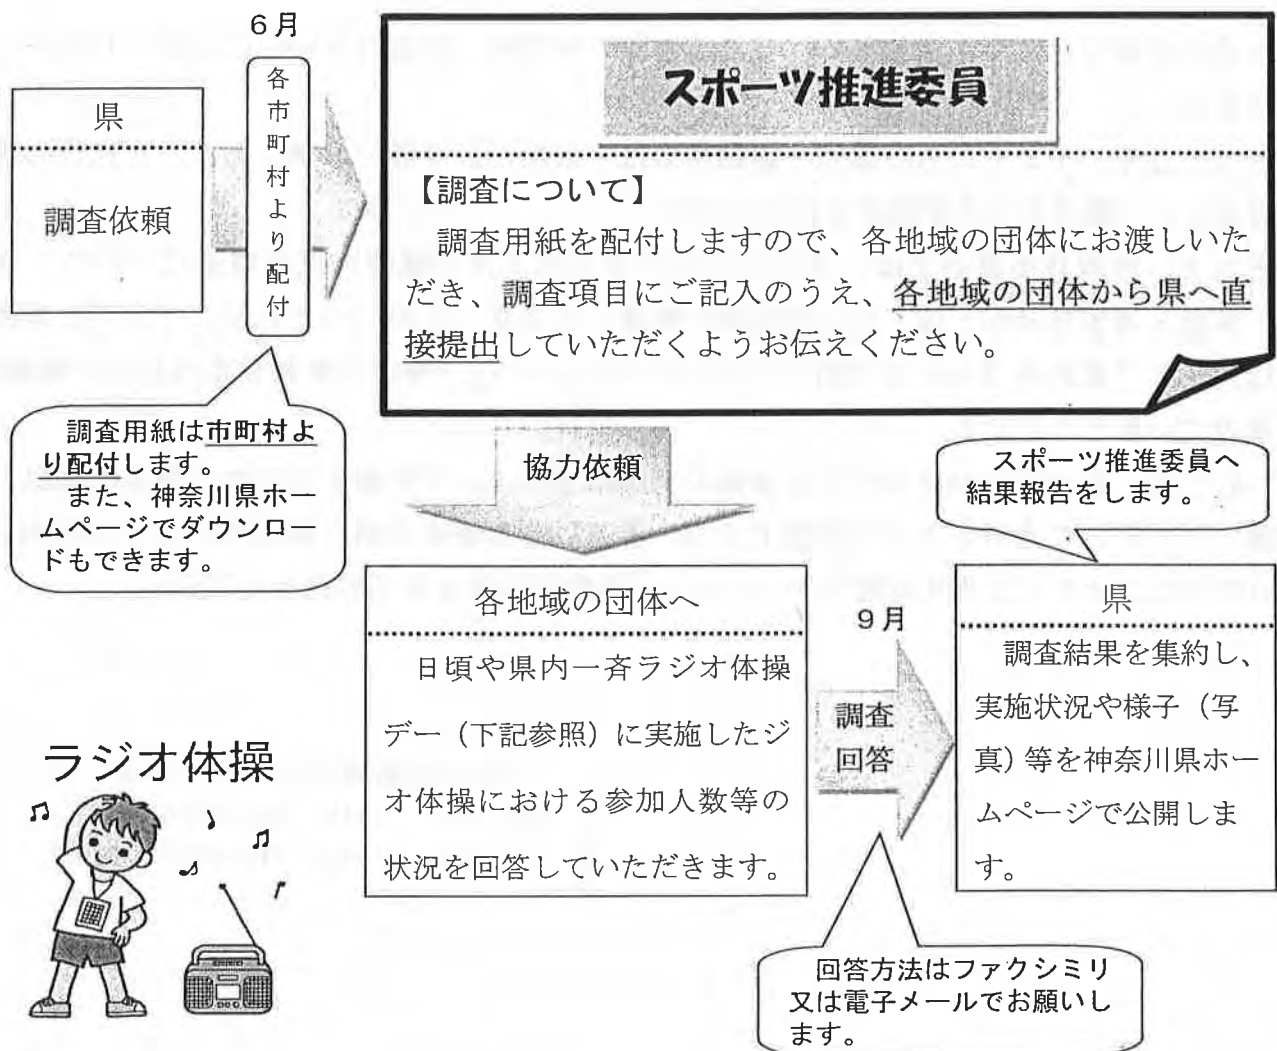 6月
県
調査依頼
各市町村より配付
スポーツ推進委員
【調査について】
調査用紙を配付しますので、各地域の団体にお渡しいた
だき、調査項目にご記入のうえ、各地域の団体から県へ直
接提出していただくようお伝えください。
調査用紙は市町村よ
り配付します。
また、神奈川県ホー
ムページでダウンロー
ドもできます。
協力依頼
スポーツ推進委員へ
結果報告をします。
各地域の団体へ
日頃や県内一斉ラジオ体操
デー（下記参照）に実施したジ
オ体操における参加人数等の
状況を回答していただきます。
9月
調査
回答
県
調査結果を集約し、
実施状況や様子（写
真）等を神奈川県ホー
ムページで公開しま
す。
ラジオ体操
回答方法はファクシミリ
又は電子メールでお願いし
ます。